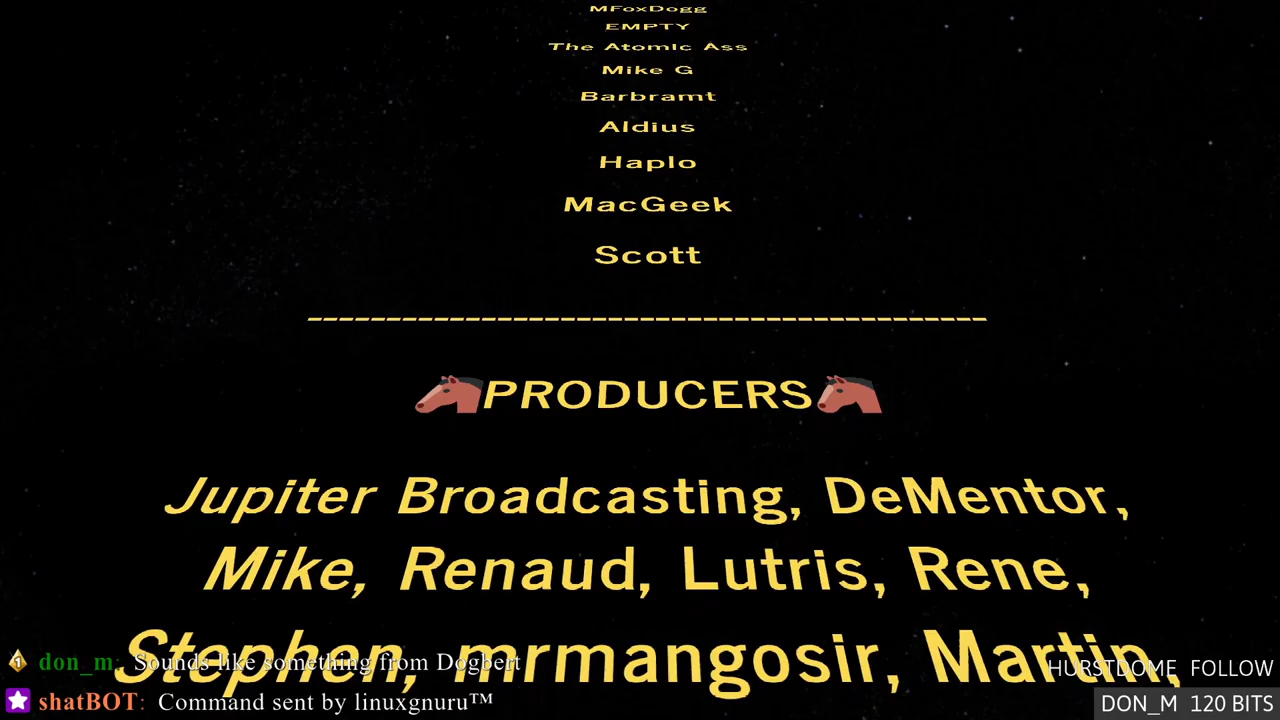 MFoxDogg
EMPTY
The Atomic Ass
Mike G
Barbramt
Aldius
Haplo
MacGeek
Scott
-------------------------------------------
🐴PRODUCERS🐴
Jupiter Broadcasting, DeMentor,
Mike, Renaud, Lutris, Rene,
Stephen, mrmangosir, Martin,
don_m: Sounds like something from Dogbert
shatBOT: Command sent by linuxgnuru™
HURSTDOME FOLLOW
DON_M 120 BITS